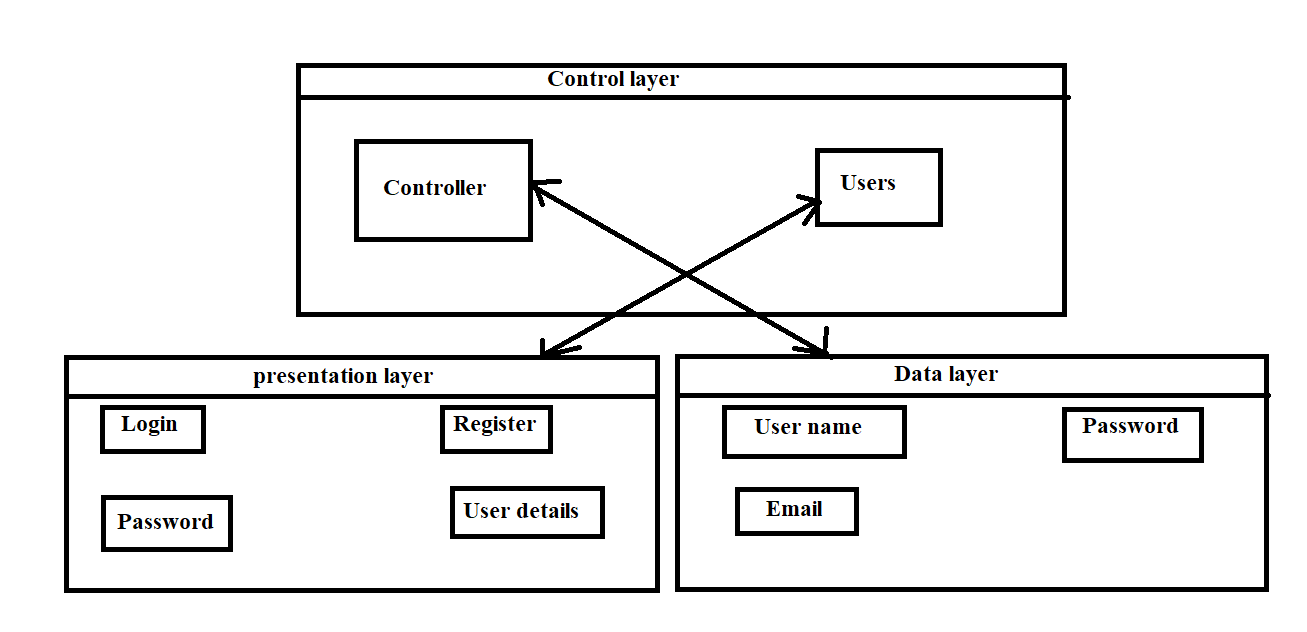 Control layer
Controller
Users
presentation layer
Login
Register
Password
User details
Data layer
User name
Password
Email